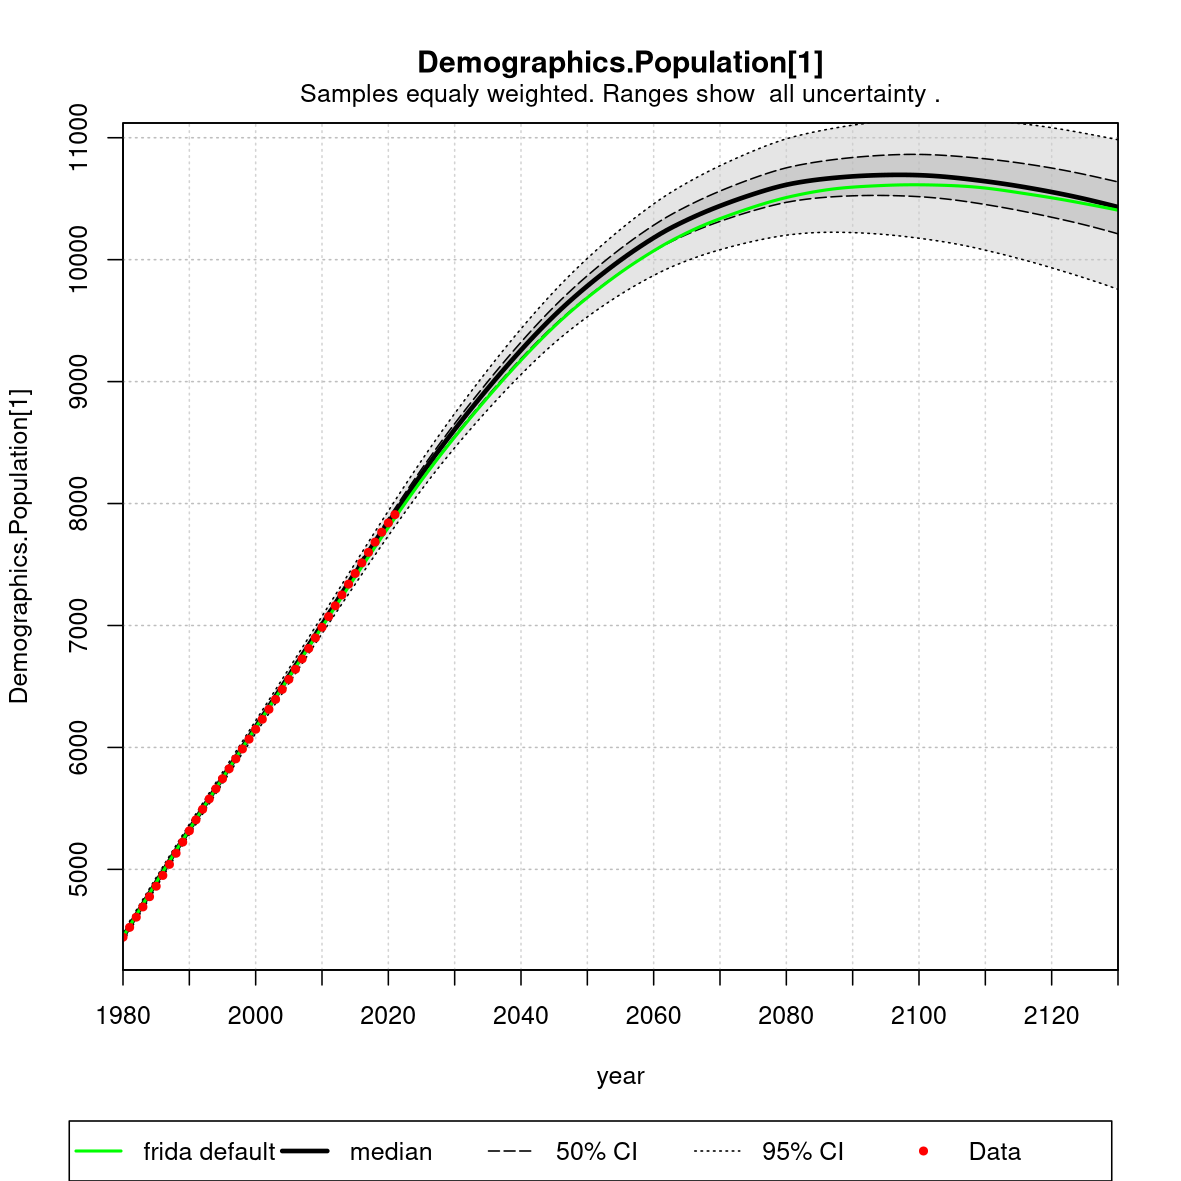 Demographics.Population[1]
Samples equaly weighted. Ranges show  all uncertainty .
Demographics.Population[1]
11000
10000
9000
8000
7000
6000
5000
1980 2000 2020 2040 2060 2080 2100 2120
year
frida default median 50% CI 95% CI Data